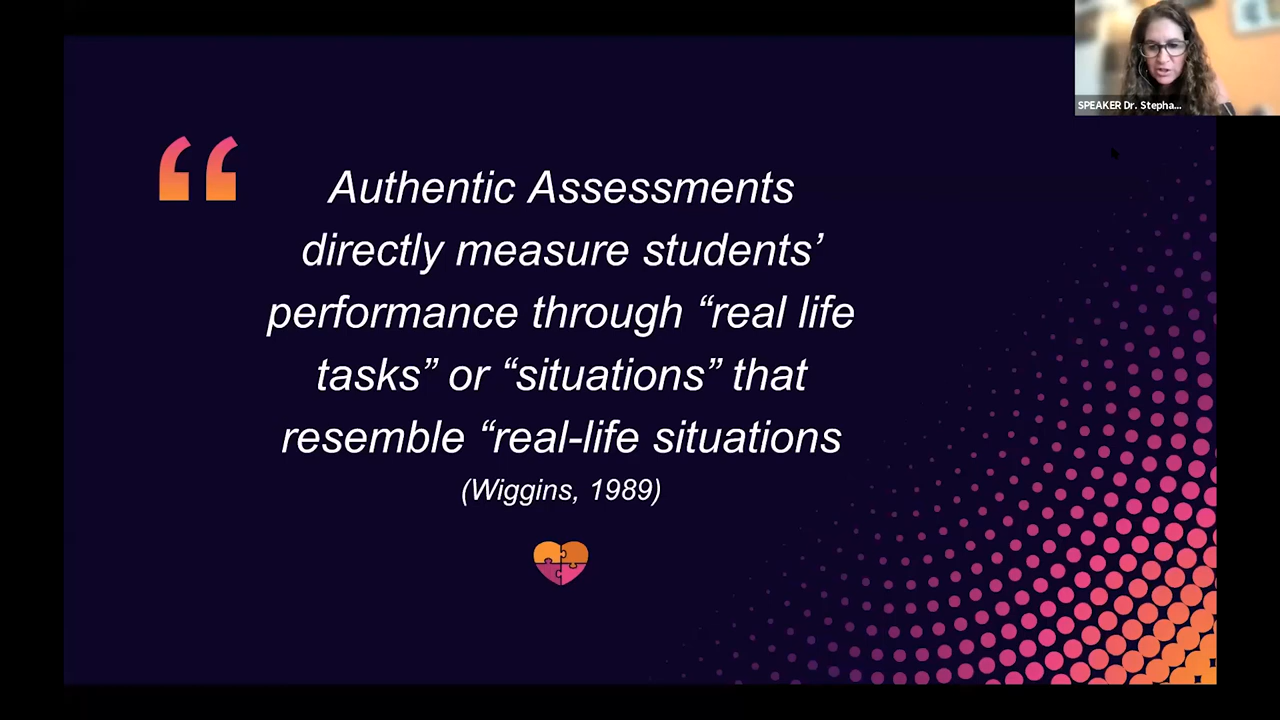 SPEAKER Dr. Stepha...
“
Authentic Assessments
directly measure students’
performance through “real life
tasks” or “situations” that
resemble “real-life situations
(Wiggins, 1989)